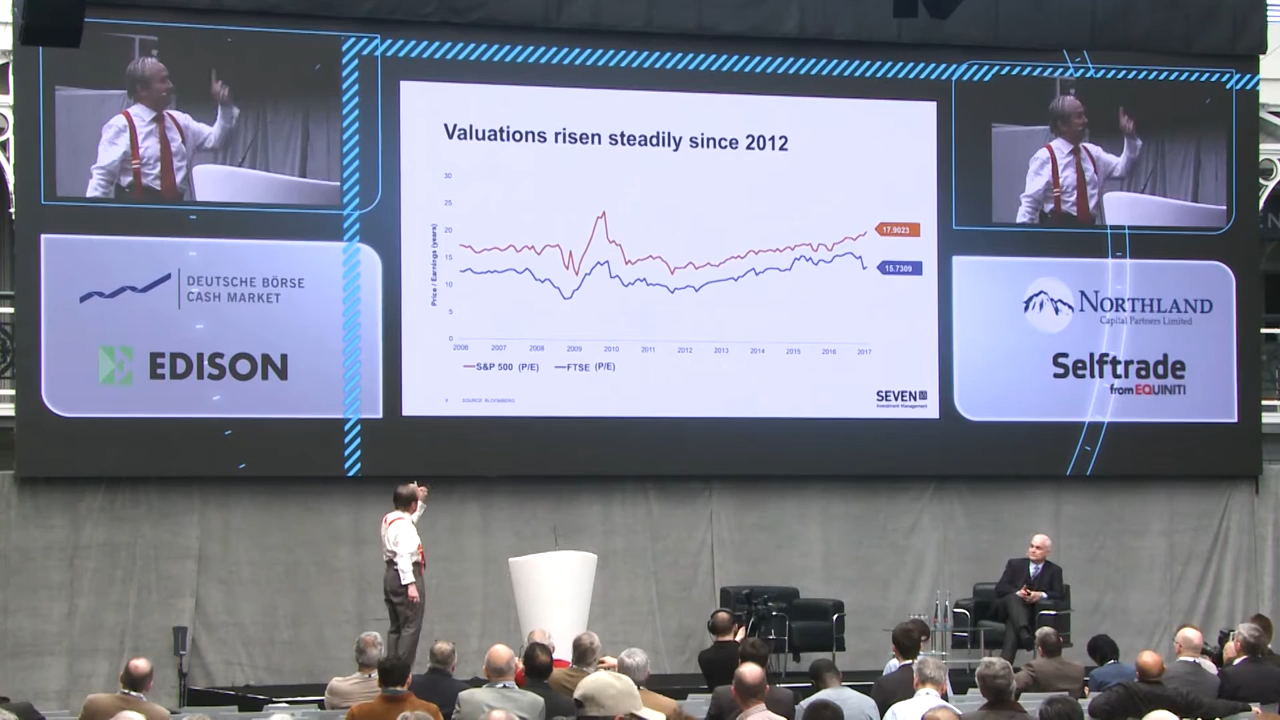 Valuations risen steadily since 2012
Price / Earnings (years)
30
25
20
15
10
5
0
17.9023
15.7309
2006 2007 2008 2009 2010 2011 2012 2013 2014 2015 2016 2017
S&P 500 (P/E) FTSE (P/E)
SOURCE: BLOOMBERG
SEVEN
Investment Management
DEUTSCHE BÖRSE
CASH MARKET
EDISON
NORTHLAND
Capital Partners Limited
Selftrade
from EQUINITI